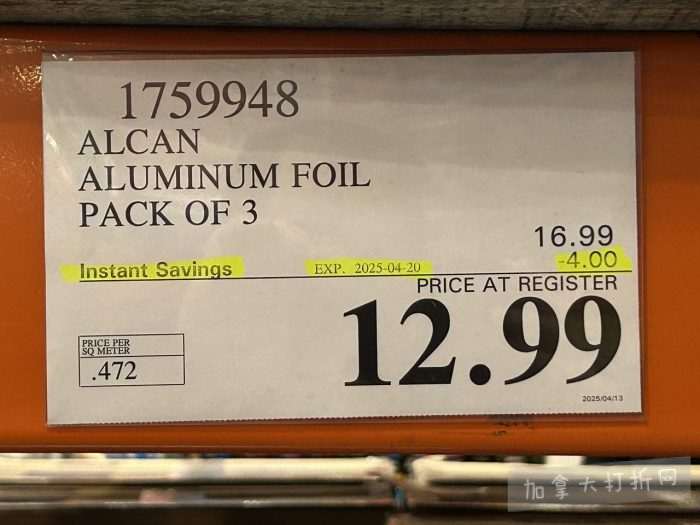 1759948
ALCAN
ALUMINUM FOIL
PACK OF 3
16.99
Instant Savings EXP. 2025-04-20 -4.00
PRICE AT REGISTER
12.99
PRICE PER
SQ METER
.472
2025/04/13
加拿大打折网